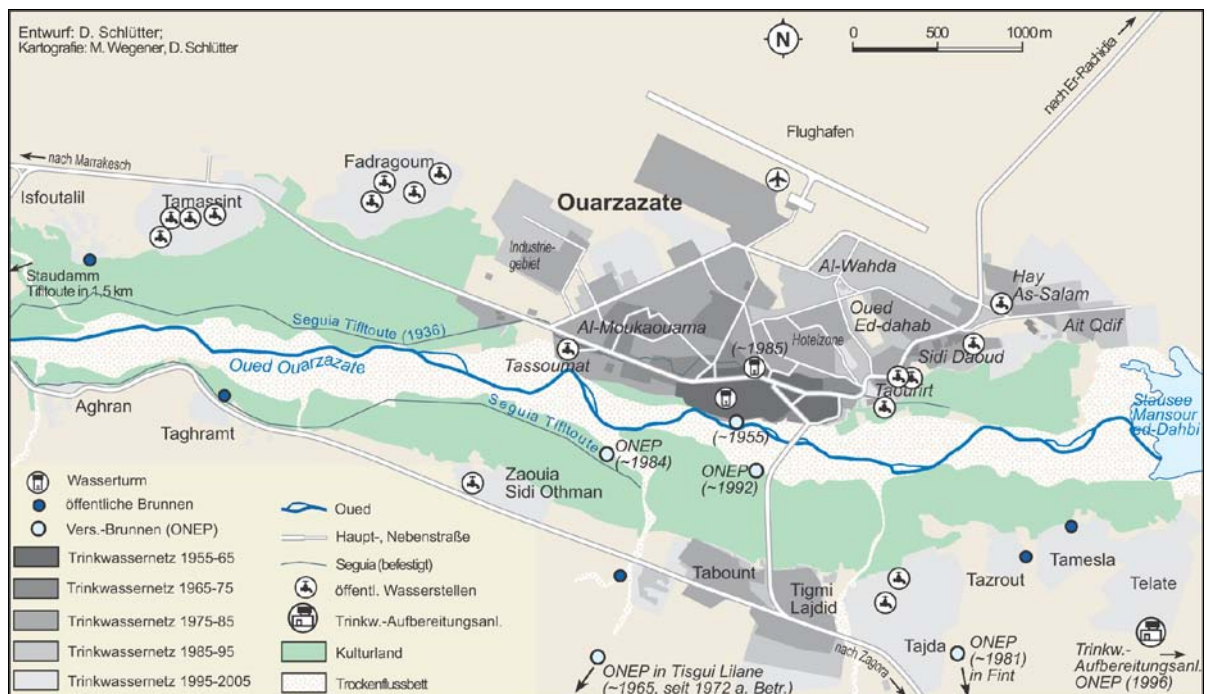 Entwurf: D. Schlütter;
Kartografie: M. Wegener, D. Schlütter
N
0 500 1000m
nach Er-Rachidia
Flughafen
nach Marrakesch
Isfoutalil
Tamassint
Fadragoum
Ouarzazate
Industrie-
gebiet
Al-Wahda
Hay
As-Salam
Staudamm
Tifltoute in 1,5 km
Seguia Tifltoute (1936)
Al-Moukaouama
Oued
Ed-dahab
Hotelzone
Ait Qdif
Oued Ouarzazate
Tassoumat
(~1985)
Sidi Daoud
Taourirt
Aghran
Taghramt
Seguia Tifltoute
ONEP
(~1984)
(~1955)
ONEP
(~1992)
Stausee
Mansour
ed-Dahbi
Zaouia
Sidi Othman
Tabount
Tigmi
Lajdid
Tazrout
Tamesla
Telate
Tajda
nach Zagora
ONEP in Tisgui Lilane
(~1965, seit 1972 a. Betr.)
ONEP
(~1981)
in Fint
Trinkw.-
Aufbereitungsanl.
ONEP (1996)
Wasserturm
öffentliche Brunnen
Vers.-Brunnen (ONEP)
Trinkwassernetz 1955-65
Trinkwassernetz 1965-75
Trinkwassernetz 1975-85
Trinkwassernetz 1985-95
Trinkwassernetz 1995-2005
Oued
Haupt-, Nebenstraße
Seguia (befestigt)
öffentl. Wasserstellen
Trinkw.-Aufbereitungsanl.
Kulturland
Trockenflussbett